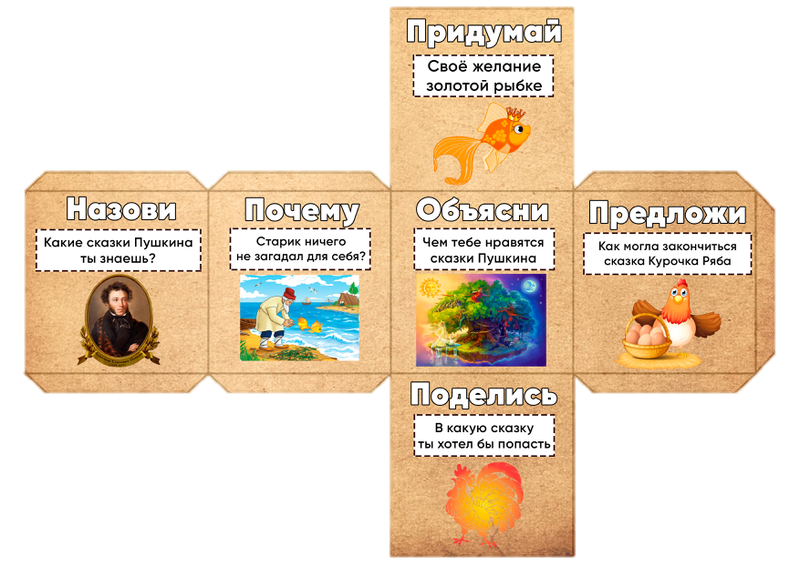 Придумай
Своё желание
золотой рыбке
Назови
Какие сказки Пушкина
ты знаешь?
Почему
Старик ничего
не загадал для себя?
Объясни
Чем тебе нравятся
сказки Пушкина
Предложи
Как могла закончиться
сказка Курочка Ряба
Поделись
В какую сказку
ты хотел бы попасть